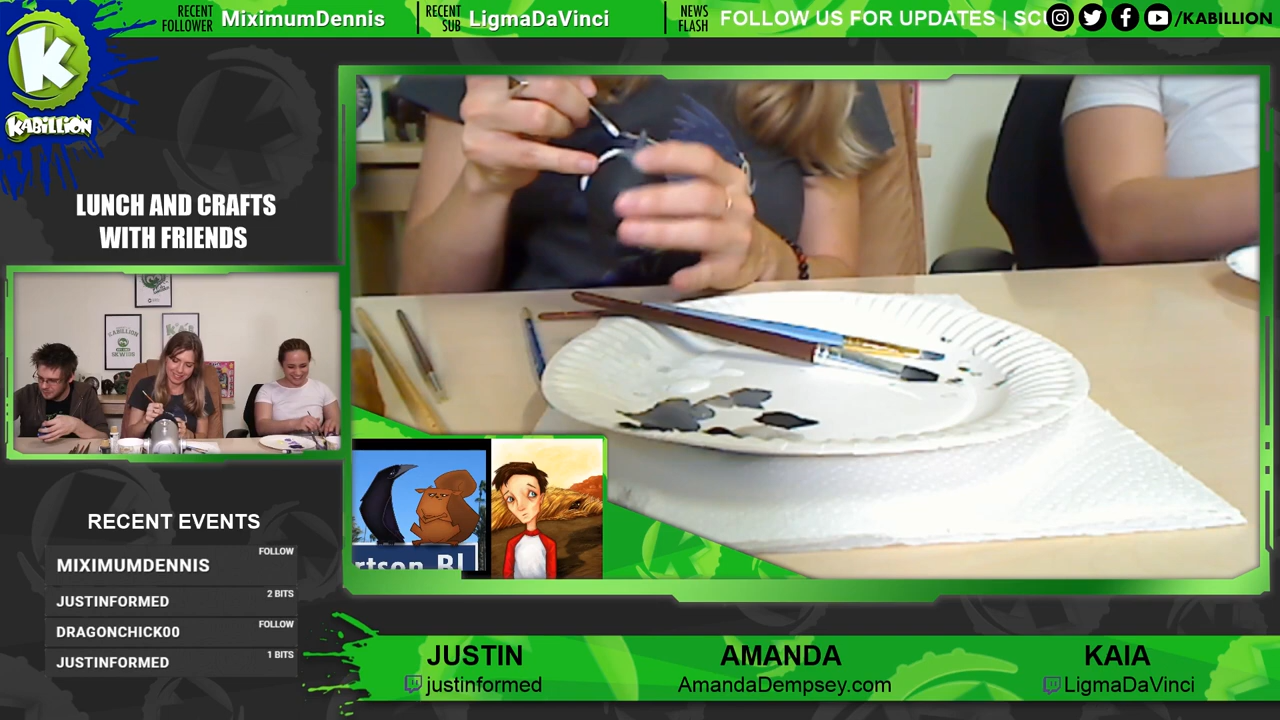 RECENT
FOLLOWER
MiximumDennis
RECENT
SUB
LigmaDaVinci
NEWS
FLASH
FOLLOW US FOR UPDATES | SC
/KABILLION
K
KABILLION
LUNCH AND CRAFTS
WITH FRIENDS
RECENT EVENTS
MIXIMUMDENNIS
FOLLOW
JUSTINFORMED
2 BITS
DRAGONCHICK00
FOLLOW
JUSTINFORMED
1 BITS
rtson Bl
JUSTIN
justinformed
AMANDA
AmandaDempsey.com
KAIA
LigmaDaVinci